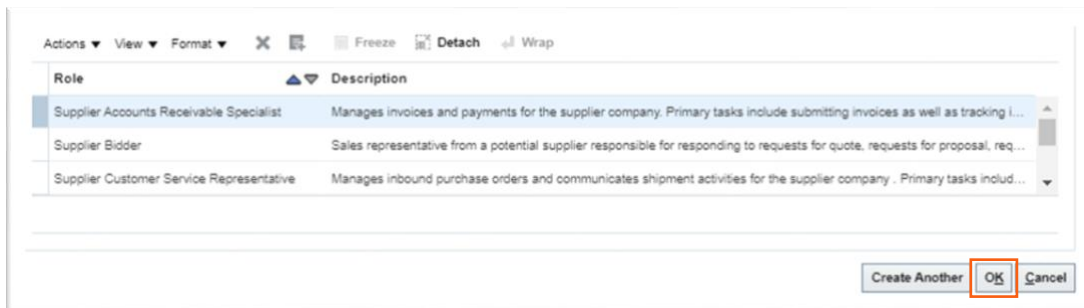 Actions ▼ View ▼ Format ▼ Freeze Detach Wrap
Role Description
Supplier Accounts Receivable Specialist Manages invoices and payments for the supplier company. Primary tasks include submitting invoices as well as tracking i...
Supplier Bidder Sales representative from a potential supplier responsible for responding to requests for quote, requests for proposal, req...
Supplier Customer Service Representative Manages inbound purchase orders and communicates shipment activities for the supplier company . Primary tasks includ...
Create Another OK Cancel